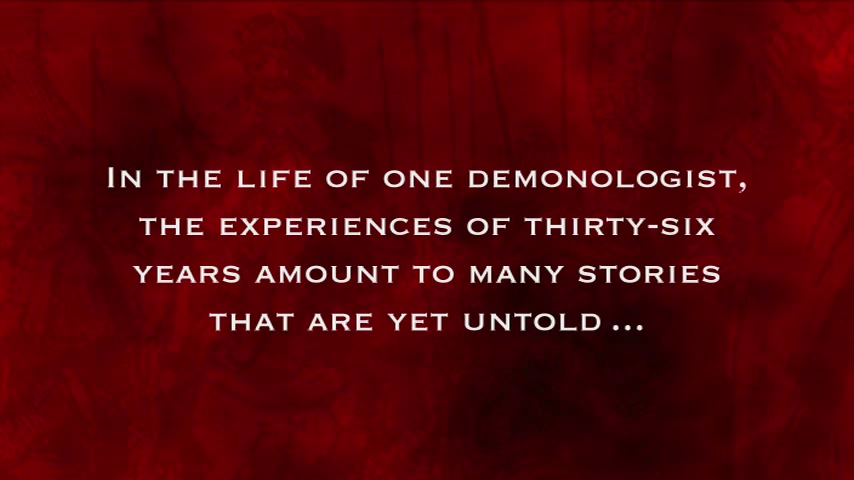 In the life of one demonologist,
the experiences of thirty-six
years amount to many stories
that are yet untold ...